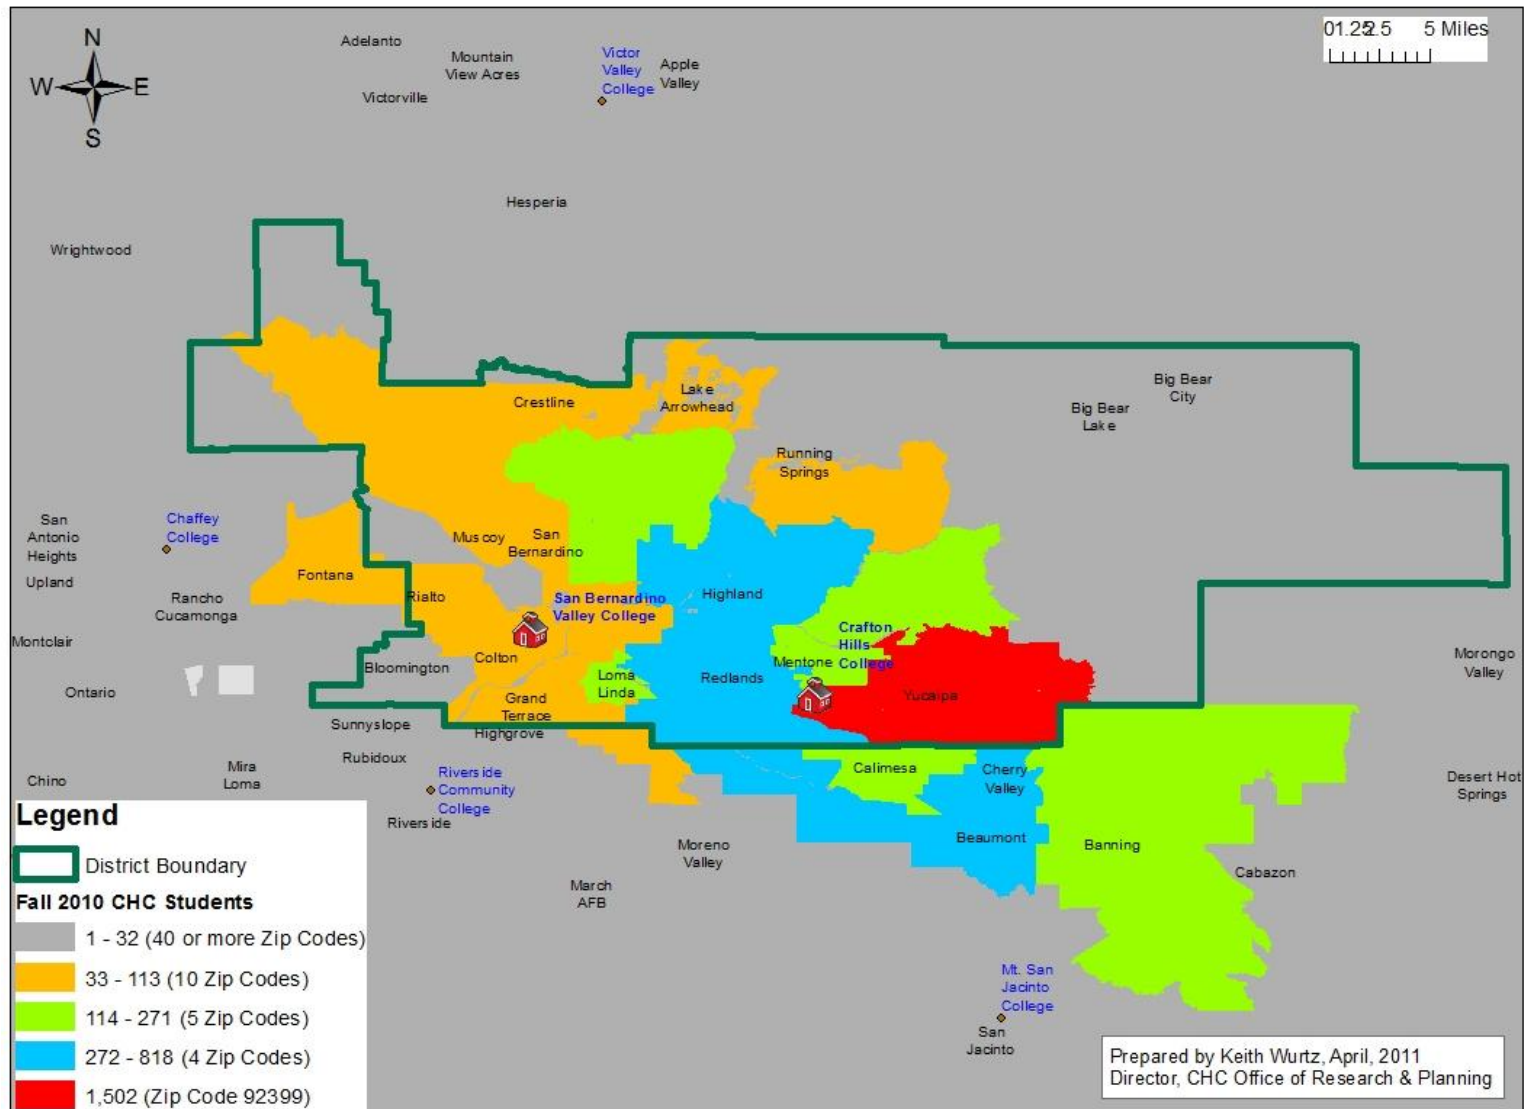 N
W E
S
Adelanto
Mountain
View Acres
Victorville
Victor
Valley
College
Apple
Valley
01.252.5 5 Miles
Hesperia
Wrightwood
Crestline
Lake
Arrowhead
Big Bear
City
Big Bear
Lake
Running
Springs
San
Antonio
Heights
Upland
Chaffey
College
Muscoy
San
Bernardino
Fontana
Rialto
Rancho
Cucamonga
San Bernardino
Valley College
Highland
Crafton
Hills
College
Montclair
Ontario
Bloomington
Colton
Loma
Linda
Redlands
Mentone
Yucaipa
Morongo
Valley
Grand
Terrace
Sunnyslope
Highgrove
Rubidoux
Chino
Mira
Loma
Riverside
Community
College
Riverside
Calimesa
Cherry
Valley
Desert Hot
Springs
Beaumont
Banning
Moreno
Valley
March
AFB
Cabazon
Mt. San
Jacinto
College
San
Jacinto
Legend
District Boundary
Fall 2010 CHC Students
1 - 32 (40 or more Zip Codes)
33 - 113 (10 Zip Codes)
114 - 271 (5 Zip Codes)
272 - 818 (4 Zip Codes)
1,502 (Zip Code 92399)
Prepared by Keith Wurtz, April, 2011
Director, CHC Office of Research & Planning